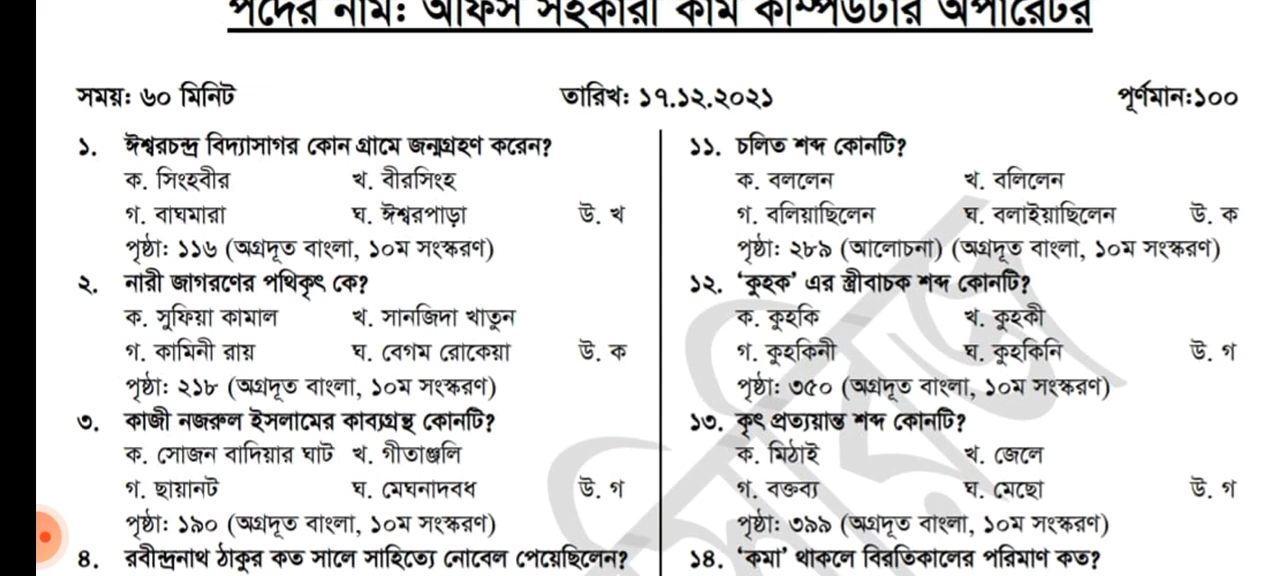 পদের নাম: অফিস সহকারী কাম কম্পিউটার অপারেটর
সময়: ৬০ মিনিট
তারিখ: ১৭.১২.২০২১
পূর্ণমান:১০০
১. ঈশ্বরচন্দ্র বিদ্যাসাগর কোন গ্রামে জন্মগ্রহণ করেন?
ক. সিংহবীর খ. বীরসিংহ
গ. বাঘমারা ঘ. ঈশ্বরপাড়া উ. খ
পৃষ্ঠা: ১১৬ (অগ্রদূত বাংলা, ১০ম সংস্করণ)
২. নারী জাগরণের পথিকৃৎ কে?
ক. সুফিয়া কামাল খ. সানজিদা খাতুন
গ. কামিনী রায় ঘ. বেগম রোকেয়া উ. ক
পৃষ্ঠা: ২১৮ (অগ্রদূত বাংলা, ১০ম সংস্করণ)
৩. কাজী নজরুল ইসলামের কাব্যগ্রন্থ কোনটি?
ক. সোজন বাদিয়ার ঘাট খ. গীতাঞ্জলি
গ. ছায়ানট ঘ. মেঘনাদবধ উ. গ
পৃষ্ঠা: ১৯০ (অগ্রদূত বাংলা, ১০ম সংস্করণ)
৪. রবীন্দ্রনাথ ঠাকুর কত সালে সাহিত্যে নোবেল পেয়েছিলেন?
১১. চলিত শব্দ কোনটি?
ক. বললেন খ. বলিলেন
গ. বলিয়াছিলেন ঘ. বলাইয়াছিলেন উ. ক
পৃষ্ঠা: ২৮৯ (আলোচনা) (অগ্রদূত বাংলা, ১০ম সংস্করণ)
১২. ‘কুহক’ এর স্ত্রীবাচক শব্দ কোনটি?
ক. কুহকি খ. কুহকী
গ. কুহকিনী ঘ. কুহকিনি উ. গ
পৃষ্ঠা: ৩৫০ (অগ্রদূত বাংলা, ১০ম সংস্করণ)
১৩. কৃৎ প্রত্যয়ান্ত শব্দ কোনটি?
ক. মিঠাই খ. জেলে
গ. বক্তব্য ঘ. মেছো উ. গ
পৃষ্ঠা: ৩৯৯ (অগ্রদূত বাংলা, ১০ম সংস্করণ)
১৪. ‘কমা’ থাকলে বিরতিকালের পরিমাণ কত?